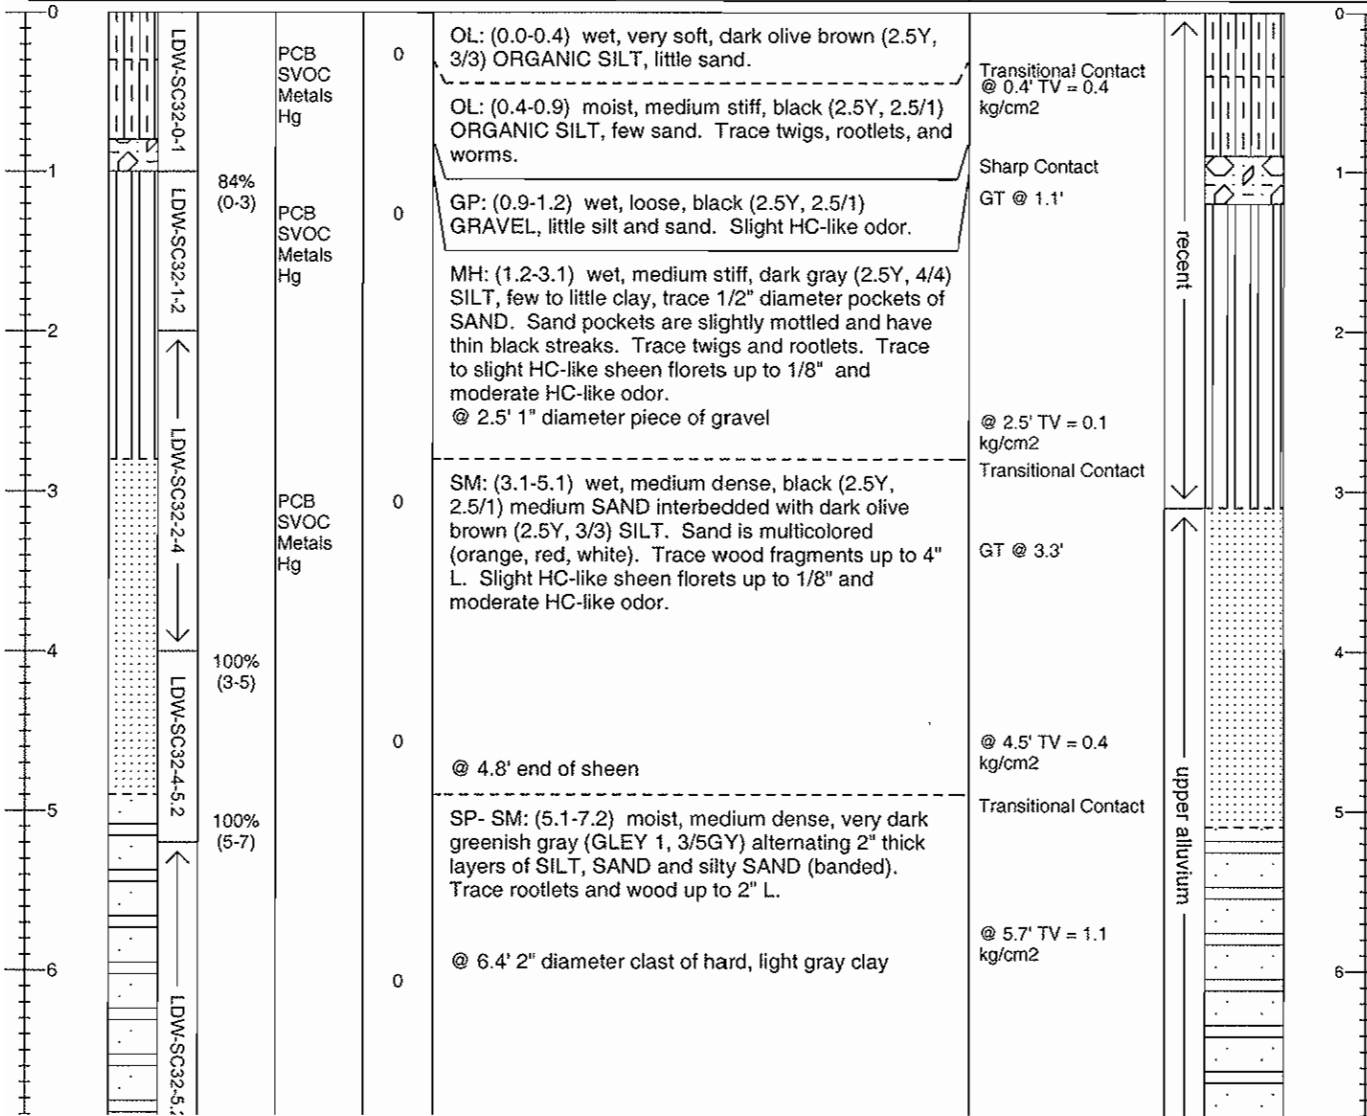 0
1
2
3
4
5
6
LDW-SC32-0-1
LDW-SC32-1-2
LDW-SC32-2-4
LDW-SC32-4-5.2
LDW-SC32-5.2
84%
(0-3)
100%
(3-5)
100%
(5-7)
PCB
SVOC
Metals
Hg
PCB
SVOC
Metals
Hg
PCB
SVOC
Metals
Hg
0
0
0
0
0
OL: (0.0-0.4) wet, very soft, dark olive brown (2.5Y,
3/3) ORGANIC SILT, little sand.
OL: (0.4-0.9) moist, medium stiff, black (2.5Y, 2.5/1)
ORGANIC SILT, few sand. Trace twigs, rootlets, and
worms.
GP: (0.9-1.2) wet, loose, black (2.5Y, 2.5/1)
GRAVEL, little silt and sand. Slight HC-like odor.
MH: (1.2-3.1) wet, medium stiff, dark gray (2.5Y, 4/4)
SILT, few to little clay, trace 1/2" diameter pockets of
SAND. Sand pockets are slightly mottled and have
thin black streaks. Trace twigs and rootlets. Trace
to slight HC-like sheen florets up to 1/8" and
moderate HC-like odor.
@ 2.5' 1" diameter piece of gravel
SM: (3.1-5.1) wet, medium dense, black (2.5Y,
2.5/1) medium SAND interbedded with dark olive
brown (2.5Y, 3/3) SILT. Sand is multicolored
(orange, red, white). Trace wood fragments up to 4"
L. Slight HC-like sheen florets up to 1/8" and
moderate HC-like odor.
@ 4.8' end of sheen
SP- SM: (5.1-7.2) moist, medium dense, very dark
greenish gray (GLEY 1, 3/5GY) alternating 2" thick
layers of SILT, SAND and silty SAND (banded).
Trace rootlets and wood up to 2" L.
@ 6.4' 2" diameter clast of hard, light gray clay
Transitional Contact
@ 0.4' TV = 0.4
kg/cm2
Sharp Contact
GT @ 1.1'
@ 2.5' TV = 0.1
kg/cm2
Transitional Contact
GT @ 3.3'
@ 4.5' TV = 0.4
kg/cm2
Transitional Contact
@ 5.7' TV = 1.1
kg/cm2
recent
upper alluvium
0
1
2
3
4
5
6